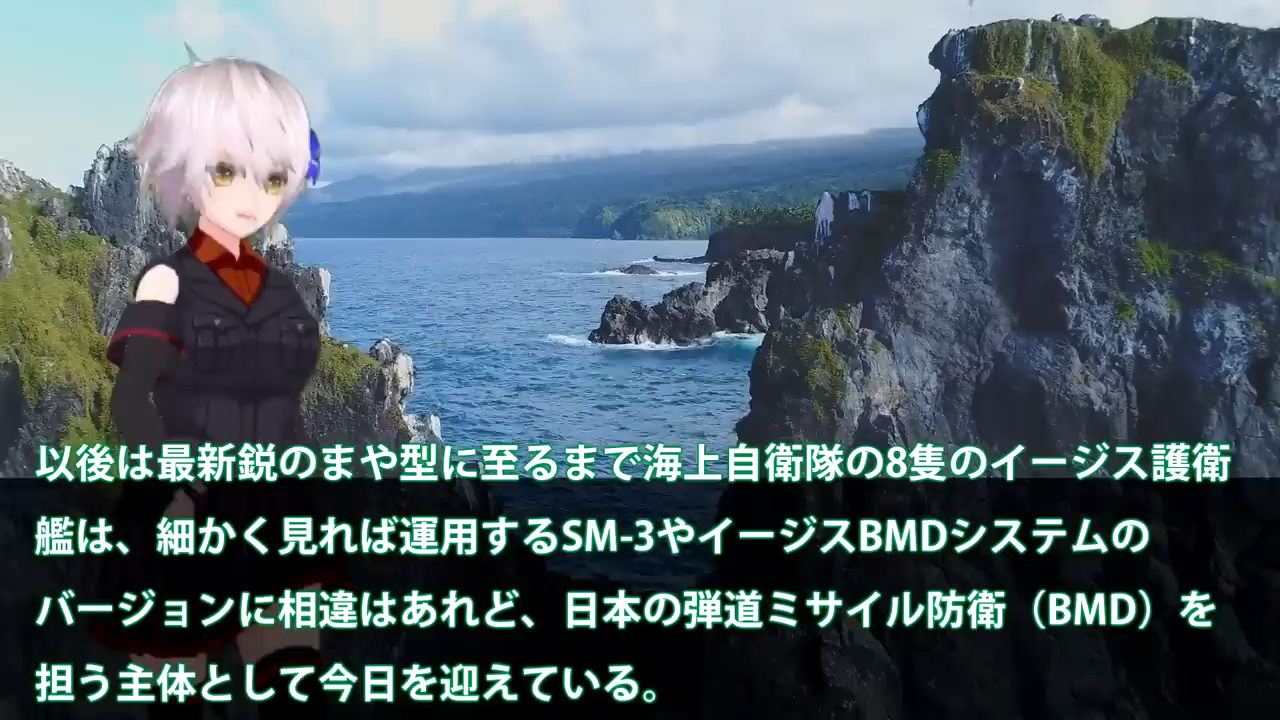 以後は最新鋭のまや型に至るまで海上自衛隊の8隻のイージス護衛
艦は、細かく見れば運用するSM-3やイージスBMDシステムの
バージョンに相違はあれど、日本の弾道ミサイル防衛（BMD）を
担う主体として今日を迎えている。